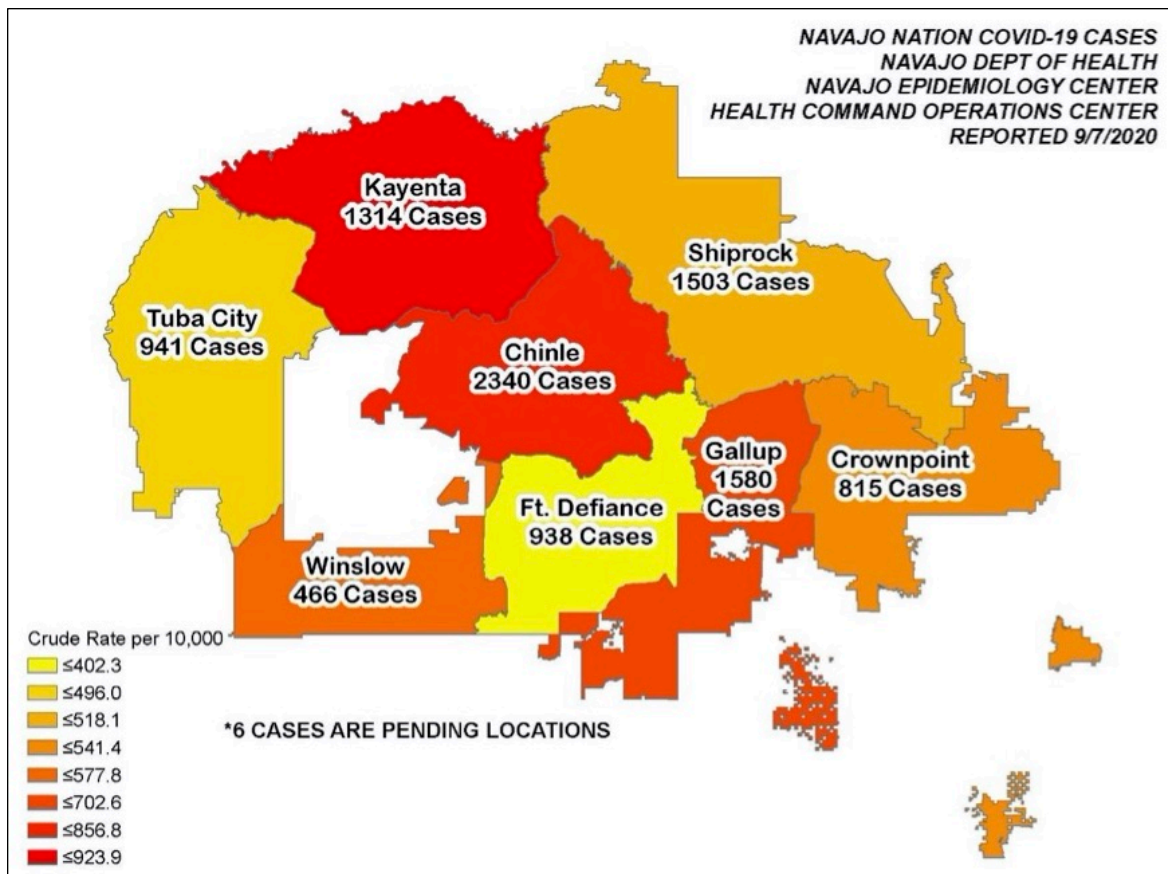 NAVAJO NATION COVID-19 CASES
NAVAJO DEPT OF HEALTH
NAVAJO EPIDEMIOLOGY CENTER
HEALTH COMMAND OPERATIONS CENTER
REPORTED 9/7/2020
Kayenta
1314 Cases
Shiprock
1503 Cases
Tuba City
941 Cases
Chinle
2340 Cases
Gallup
1580
Cases
Crownpoint
815 Cases
Ft. Defiance
938 Cases
Winslow
466 Cases
Crude Rate per 10,000
≤402.3
≤496.0
≤518.1
≤541.4
≤577.8
≤702.6
≤856.8
≤923.9
*6 CASES ARE PENDING LOCATIONS